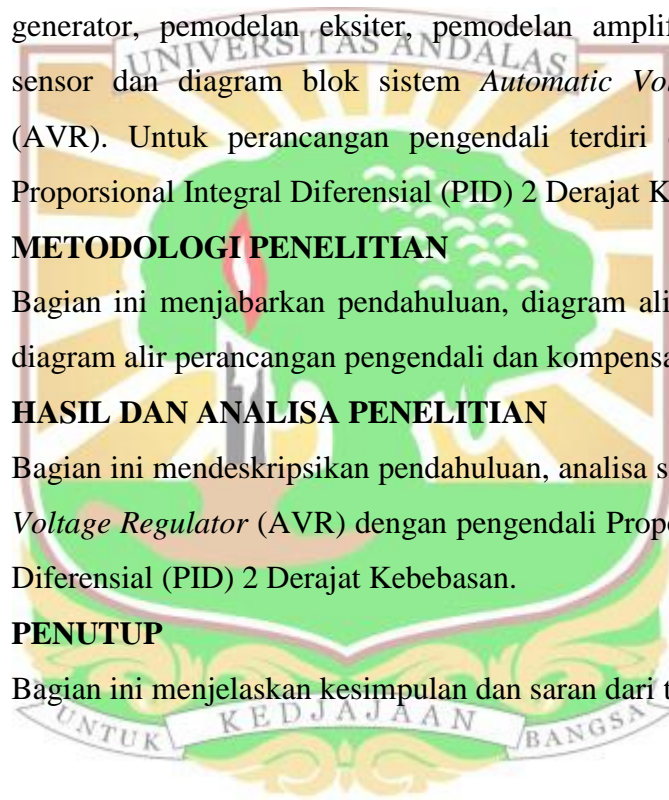 generator, pemodelan eksiter, pemodelan amplif
UNIVERSITAS ANDALAS
sensor dan diagram blok sistem Automatic Vo
(AVR). Untuk perancangan pengendali terdiri
Proporsional Integral Diferensial (PID) 2 Derajat K
METODOLOGI PENELITIAN
Bagian ini menjabarkan pendahuluan, diagram ali
diagram alir perancangan pengendali dan kompensa
HASIL DAN ANALISA PENELITIAN
Bagian ini mendeskripsikan pendahuluan, analisa s
Voltage Regulator (AVR) dengan pengendali Prop
Diferensial (PID) 2 Derajat Kebebasan.
PENUTUP
Bagian ini menjelaskan kesimpulan dan saran dari t
UNTUK KEDJAJAAN BANGSA